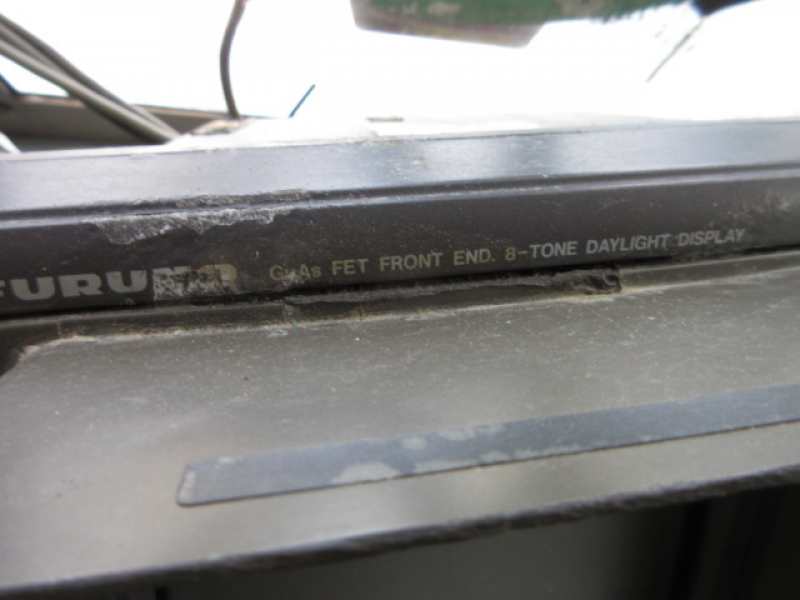 FURUNO GaAs FET FRONT END. 8-TONE DAYLIGHT DISPLAY